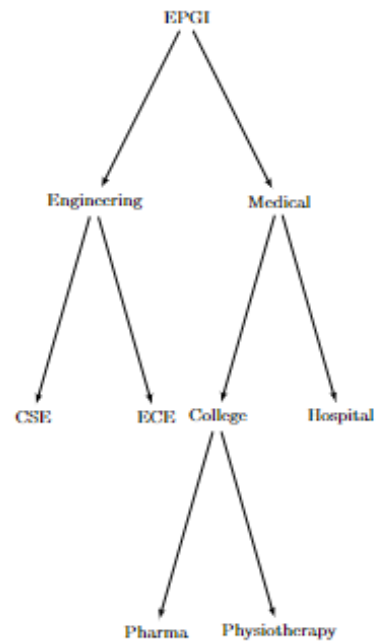 EPGI
Engineering Medical
CSE ECE College Hospital
Pharma Physiotherapy